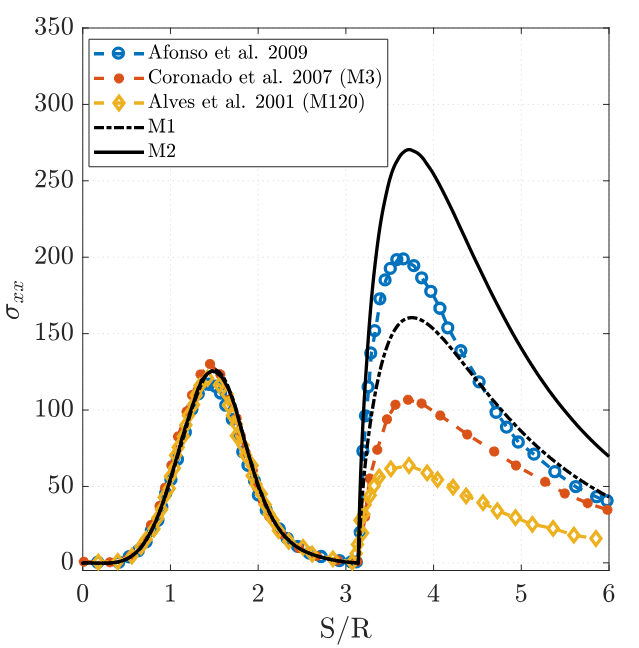 350
300
250
200
150
100
50
0
σxx
Afonso et al. 2009
Coronado et al. 2007 (M3)
Alves et al. 2001 (M120)
M1
M2
0 1 2 3 4 5 6
S/R